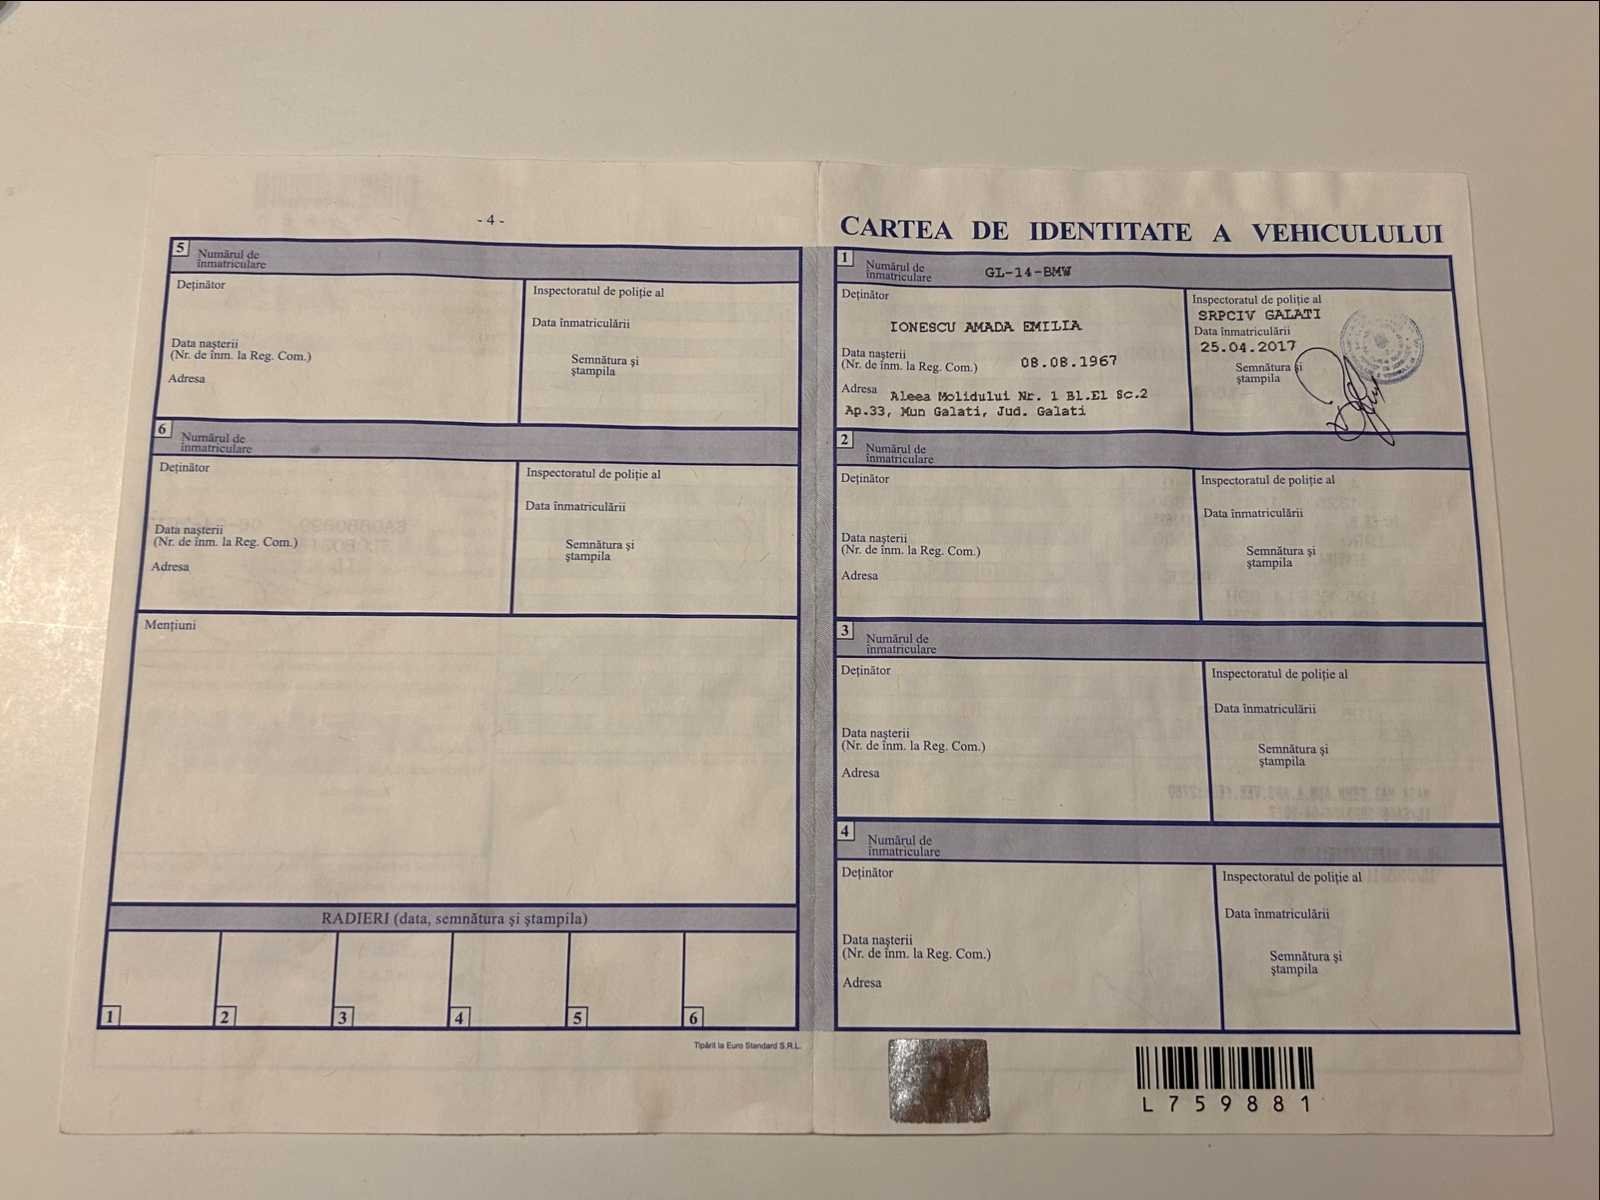 - 4 -
5 Numărul de
înmatriculare
Deţinător
Inspectoratul de poliţie al
Data înmatriculării
Data naşterii
(Nr. de înm. la Reg. Com.)
Semnătura şi
ştampila
Adresa
6 Numărul de
înmatriculare
Deţinător
Inspectoratul de poliţie al
Data înmatriculării
Data naşterii
(Nr. de înm. la Reg. Com.)
Semnătura şi
ştampila
Adresa
Menţiuni
RADIERI (data, semnătura şi ştampila)
1 2 3 4 5 6
Tipărit la Euro Standard S.R.L.
CARTEA DE IDENTITATE A VEHICULULUI
1 Numărul de
înmatriculare GL-14-BMW
Deţinător
IONESCU AMADA EMILIA
Inspectoratul de poliţie al
SRPCIV GALATI
Data înmatriculării
25.04.2017
Data naşterii
(Nr. de înm. la Reg. Com.) 08.08.1967
Semnătura şi
ştampila
Adresa Aleea Molidului Nr. 1 Bl.E1 Sc.2
Ap.33, Mun Galati, Jud. Galati
2 Numărul de
înmatriculare
Deţinător
Inspectoratul de poliţie al
Data înmatriculării
Data naşterii
(Nr. de înm. la Reg. Com.)
Semnătura şi
ştampila
Adresa
3 Numărul de
înmatriculare
Deţinător
Inspectoratul de poliţie al
Data înmatriculării
Data naşterii
(Nr. de înm. la Reg. Com.)
Semnătura şi
ştampila
Adresa
4 Numărul de
înmatriculare
Deţinător
Inspectoratul de poliţie al
Data înmatriculării
Data naşterii
(Nr. de înm. la Reg. Com.)
Semnătura şi
ştampila
Adresa
L759881